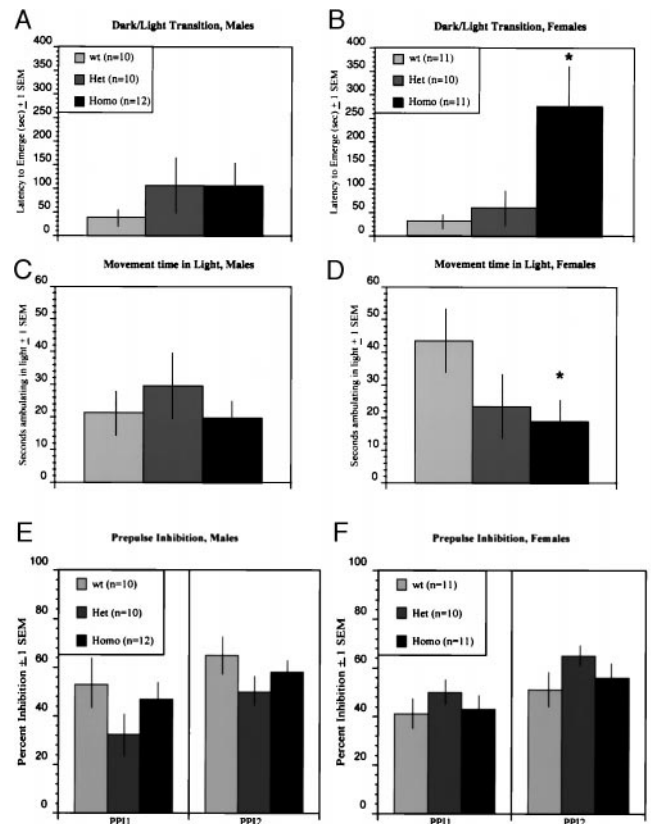 A
Dark/Light Transition, Males
Latency to Emerge (sec) ± 1 SEM
400
350
300
250
200
150
100
50
0
wt (n=10)
Het (n=10)
Homo (n=12)
B
Dark/Light Transition, Females
Latency to Emerge (sec) ± 1 SEM
400
350
300
250
200
150
100
50
0
wt (n=11)
Het (n=10)
Homo (n=11)
*
C
Movement time in Light, Males
Seconds ambulating in light ± 1 SEM
60
50
40
30
20
10
0
D
Movement time in Light, Females
Seconds ambulating in light ± 1 SEM
60
50
40
30
20
10
0
*
E
Prepulse Inhibition, Males
Percent Inhibition ± 1 SEM
100
80
60
40
20
0
wt (n=10)
Het (n=10)
Homo (n=12)
PPI1
PPI2
F
Prepulse Inhibition, Females
Percent Inhibition ± 1 SEM
100
80
60
40
20
0
wt (n=11)
Het (n=10)
Homo (n=11)
PPI1
PPI2